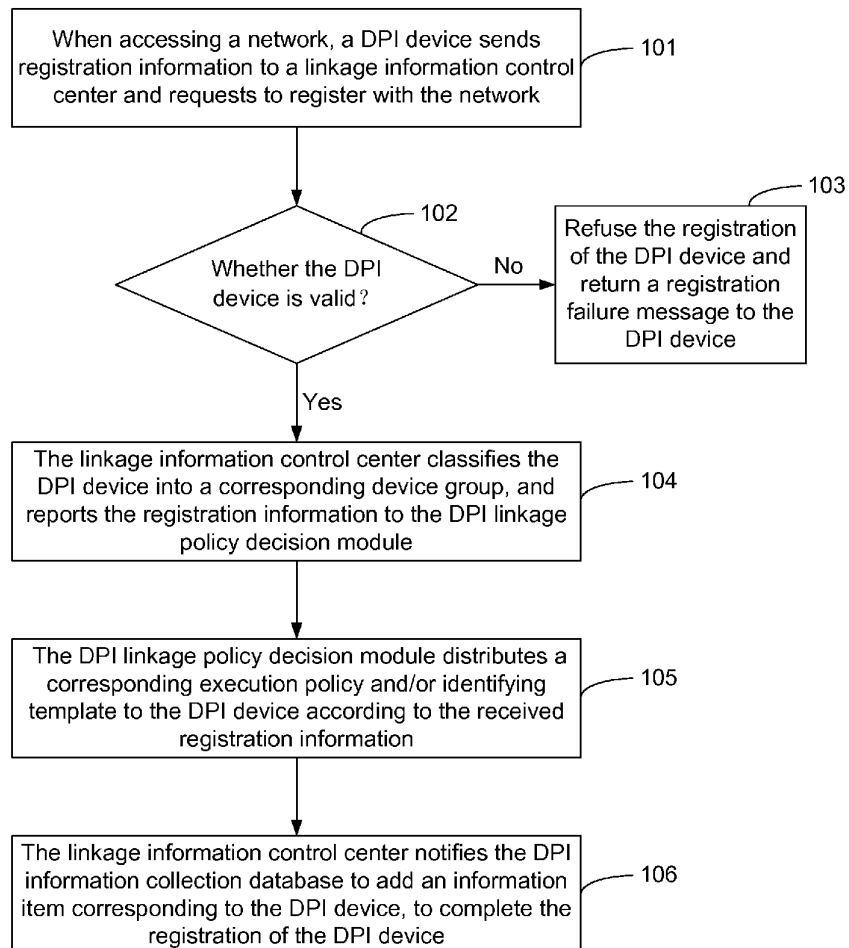 When accessing a network, a DPI device sends
registration information to a linkage information control
center and requests to register with the network
101
102
Whether the DPI
device is valid?
No
103
Refuse the registration
of the DPI device and
return a registration
failure message to the
DPI device
Yes
The linkage information control center classifies the
DPI device into a corresponding device group, and
reports the registration information to the DPI linkage
policy decision module
104
The DPI linkage policy decision module distributes a
corresponding execution policy and/or identifying
template to the DPI device according to the received
registration information
105
The linkage information control center notifies the DPI
information collection database to add an information
item corresponding to the DPI device, to complete the
registration of the DPI device
106